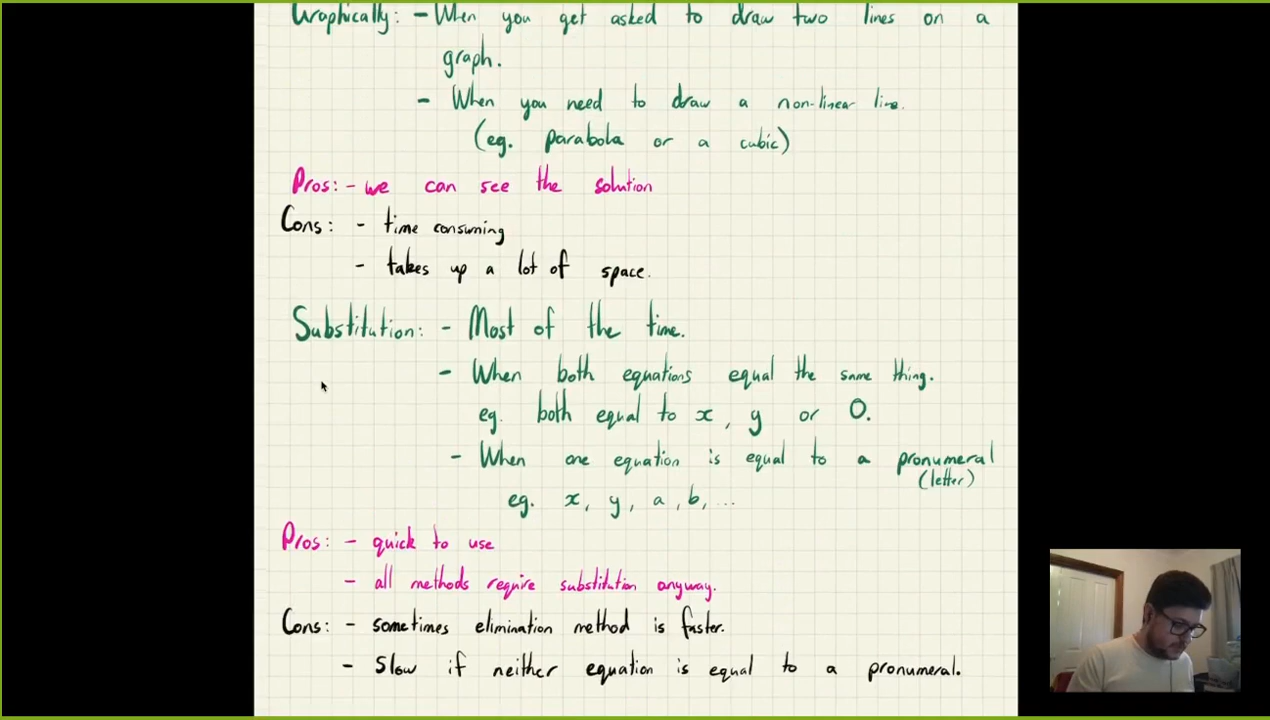 Graphically: - When you get asked to draw two lines on a
graph.
- When you need to draw a non-linear line.
(eg. parabola or a cubic)
Pros: - we can see the solution
Cons: - time consuming
- takes up a lot of space.
Substitution: - Most of the time.
- When both equations equal the same thing.
eg. both equal to x, y or 0.
- When one equation is equal to a pronumeral
(letter)
eg. x, y, a, b, ...
Pros: - quick to use
- all methods require substitution anyway.
Cons: - sometimes elimination method is faster.
- Slow if neither equation is equal to a pronumeral.